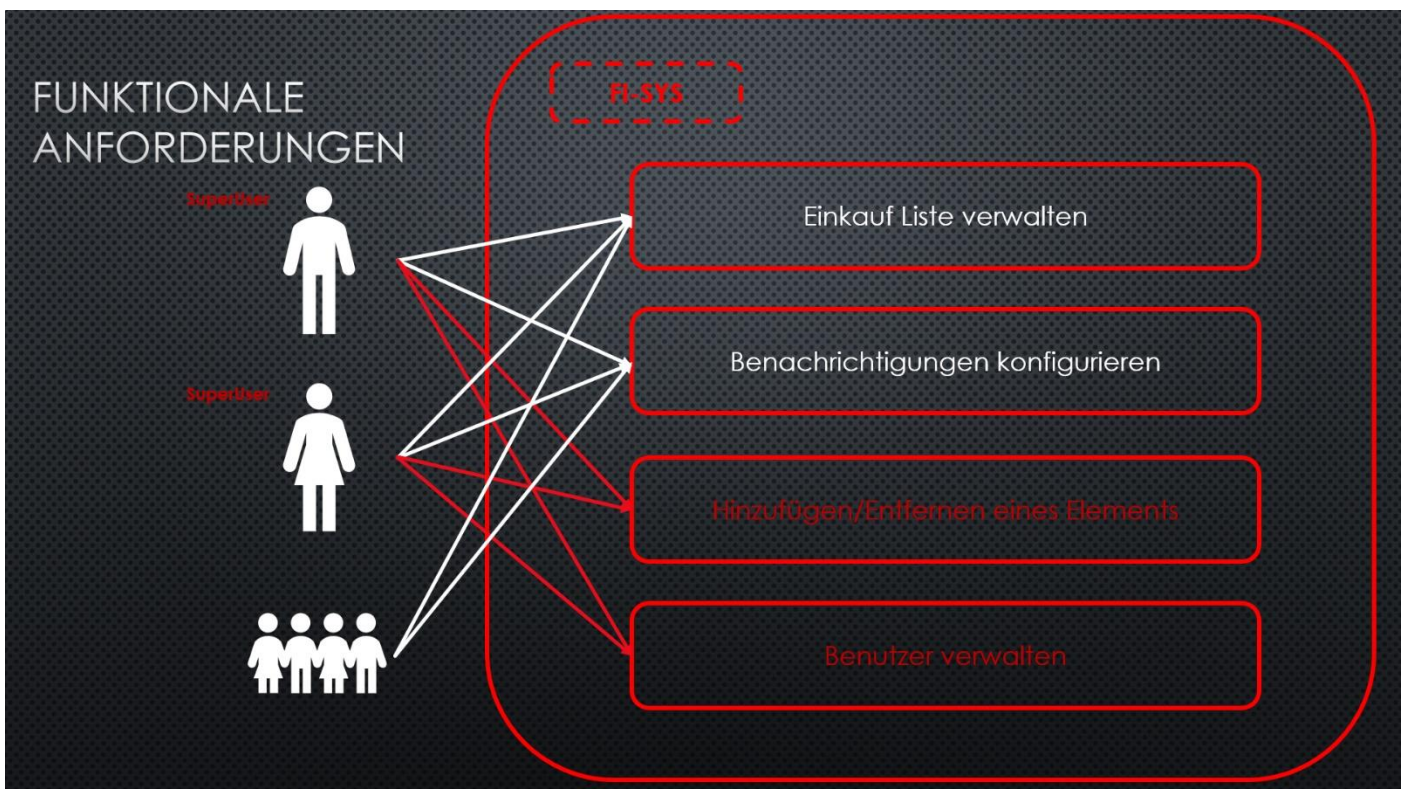 FUNKTIONALE
ANFORDERUNGEN
FI-SYS
SuperUser
Einkauf Liste verwalten
Benachrichtigungen konfigurieren
SuperUser
Hinzufügen/Entfernen eines Elements
Benutzer verwalten